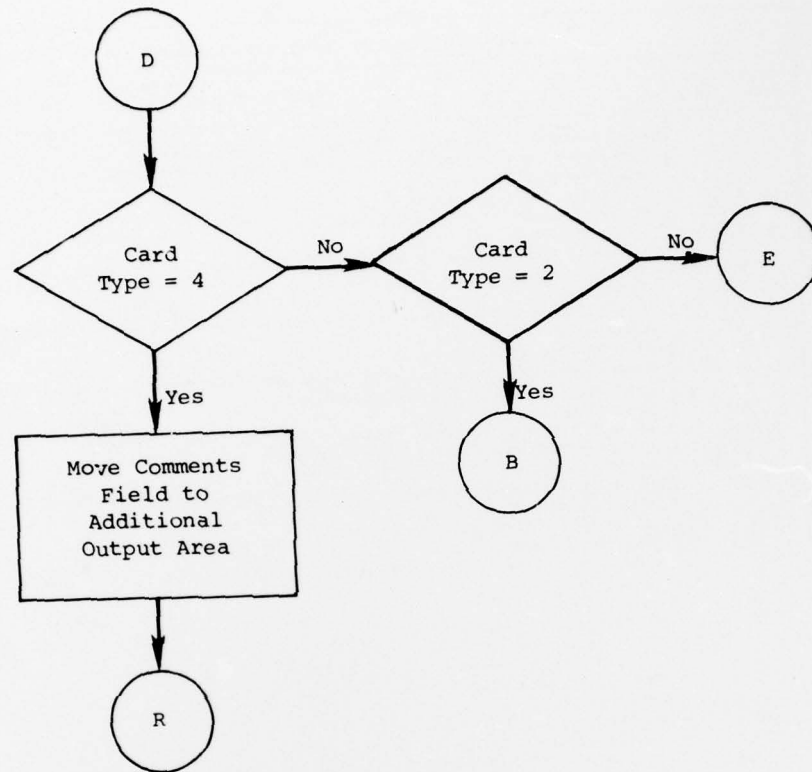 D
Card
Type = 4
No
Card
Type = 2
No
E
Yes
Yes
B
Move Comments
Field to
Additional
Output Area
R